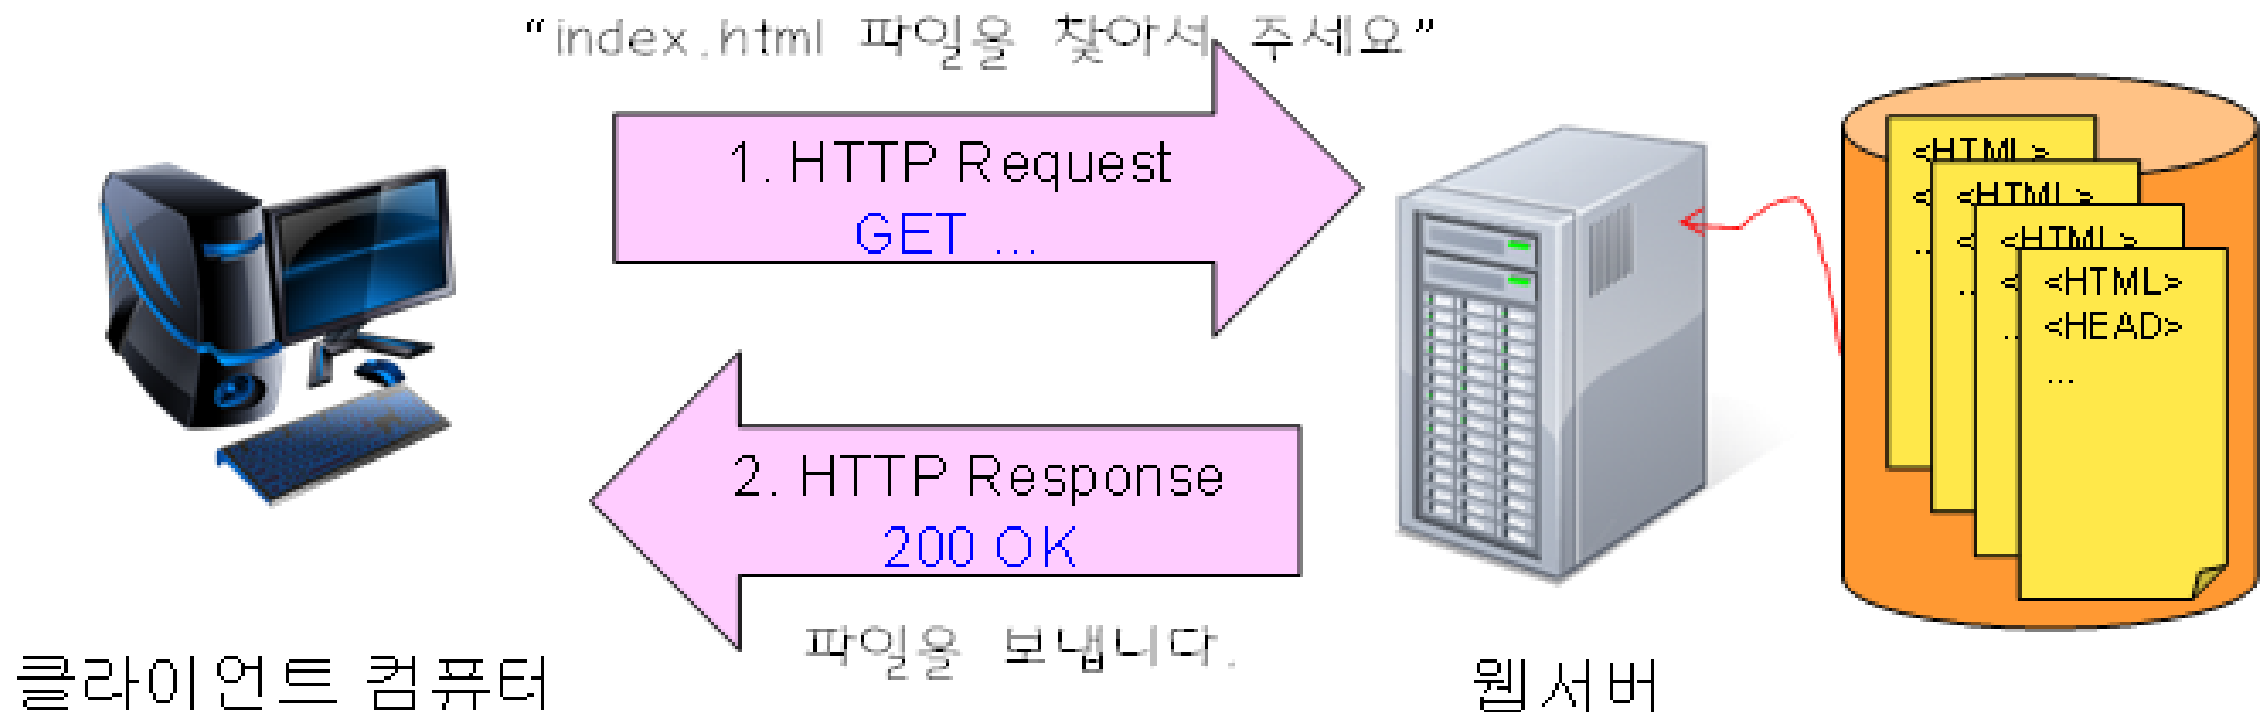 “index.html 파일을 찾아서 주세요”
1. HTTP Request
GET ...
2. HTTP Response
200 OK
파일을 보냅니다.
클라이언트 컴퓨터
웹서버
<HTML>
<
...
<HTML>
<
...
<HTML>
<
...
<HTML>
<HEAD>
...